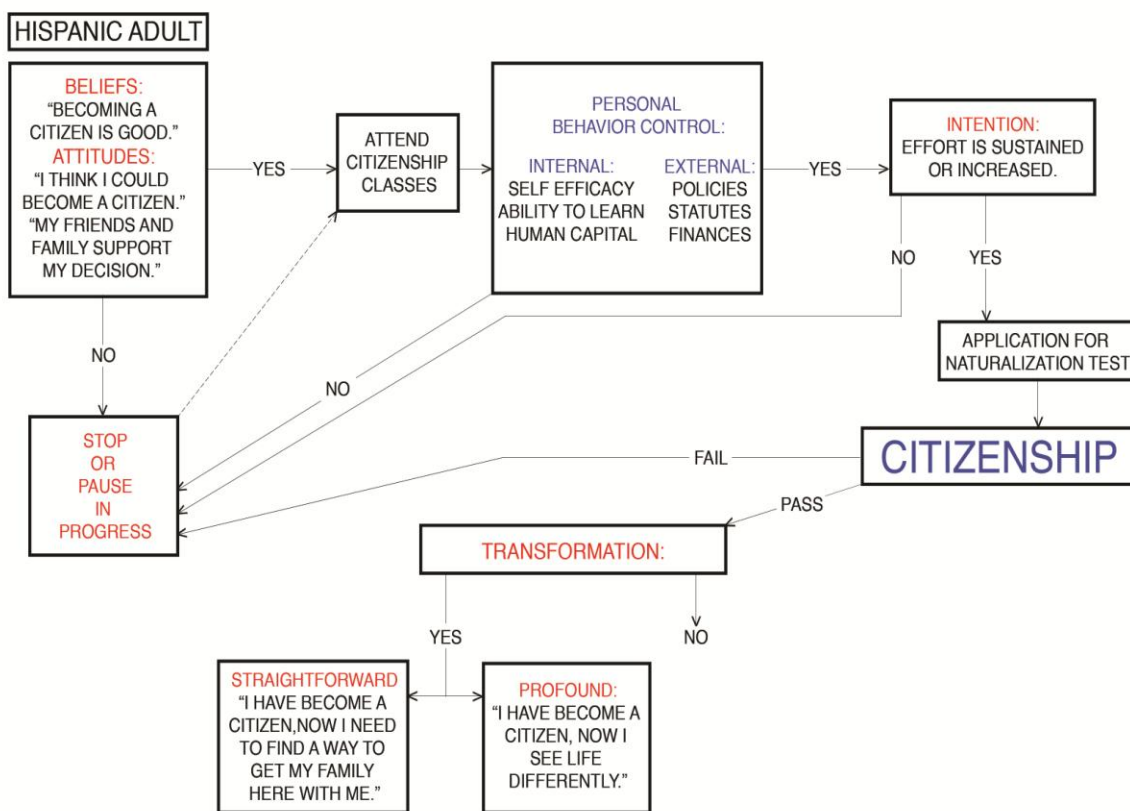 HISPANIC ADULT
BELIEFS:
“BECOMING A
CITIZEN IS GOOD.”
ATTITUDES:
“I THINK I COULD
BECOME A CITIZEN.”
“MY FRIENDS AND
FAMILY SUPPORT
MY DECISION.”
YES
ATTEND
CITIZENSHIP
CLASSES
PERSONAL
BEHAVIOR CONTROL:
INTERNAL:
SELF EFFICACY
ABILITY TO LEARN
HUMAN CAPITAL
EXTERNAL:
POLICIES
STATUTES
FINANCES
YES
INTENTION:
EFFORT IS SUSTAINED
OR INCREASED.
NO
YES
NO
NO
APPLICATION FOR
NATURALIZATION TEST
STOP
OR
PAUSE
IN
PROGRESS
CITIZENSHIP
FAIL
PASS
TRANSFORMATION:
YES
NO
STRAIGHTFORWARD
“I HAVE BECOME A
CITIZEN,NOW I NEED
TO FIND A WAY TO
GET MY FAMILY
HERE WITH ME.”
PROFOUND:
“I HAVE BECOME A
CITIZEN, NOW I
SEE LIFE
DIFFERENTLY.”